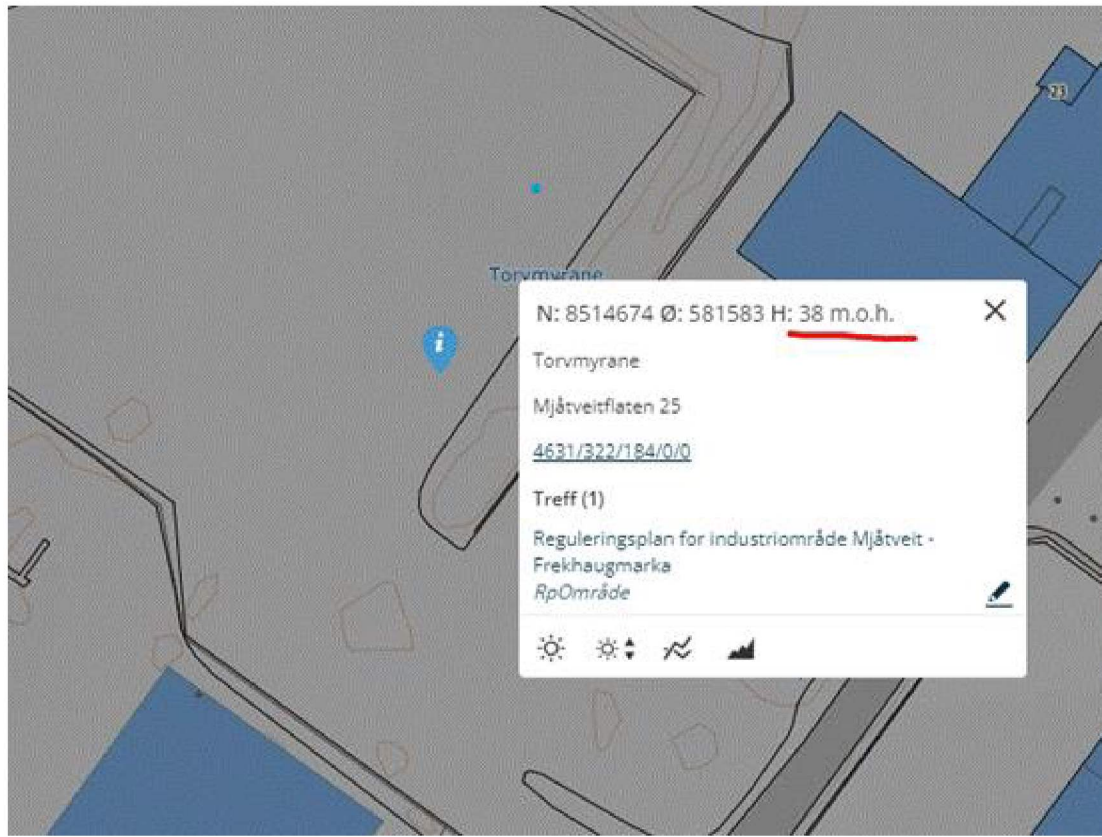 23
Torvmyrane
N: 8514674 Ø: 581583 H: 38 m.o.h.
Torvmyrane
Mjåtveitflaten 25
4631/322/184/0/0
Treff (1)
Reguleringsplan for industriområde Mjåtveit -
Frekhaugmarka
RpOmråde